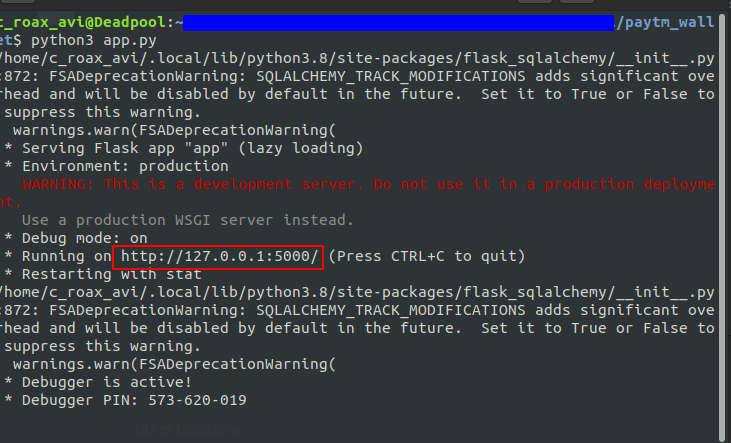 c_roax_avi@Deadpool:~ /paytm_wall
et$ python3 app.py
/home/c_roax_avi/.local/lib/python3.8/site-packages/flask_sqlalchemy/__init__.py
:872: FSADeprecationWarning: SQLALCHEMY_TRACK_MODIFICATIONS adds significant ove
rhead and will be disabled by default in the future.  Set it to True or False to
 suppress this warning.
  warnings.warn(FSADeprecationWarning(
 * Serving Flask app "app" (lazy loading)
 * Environment: production
   WARNING: This is a development server. Do not use it in a production deployme
nt.
   Use a production WSGI server instead.
 * Debug mode: on
 * Running on http://127.0.0.1:5000/ (Press CTRL+C to quit)
 * Restarting with stat
/home/c_roax_avi/.local/lib/python3.8/site-packages/flask_sqlalchemy/__init__.py
:872: FSADeprecationWarning: SQLALCHEMY_TRACK_MODIFICATIONS adds significant ove
rhead and will be disabled by default in the future.  Set it to True or False to
 suppress this warning.
  warnings.warn(FSADeprecationWarning(
 * Debugger is active!
 * Debugger PIN: 573-620-019
Other Locations